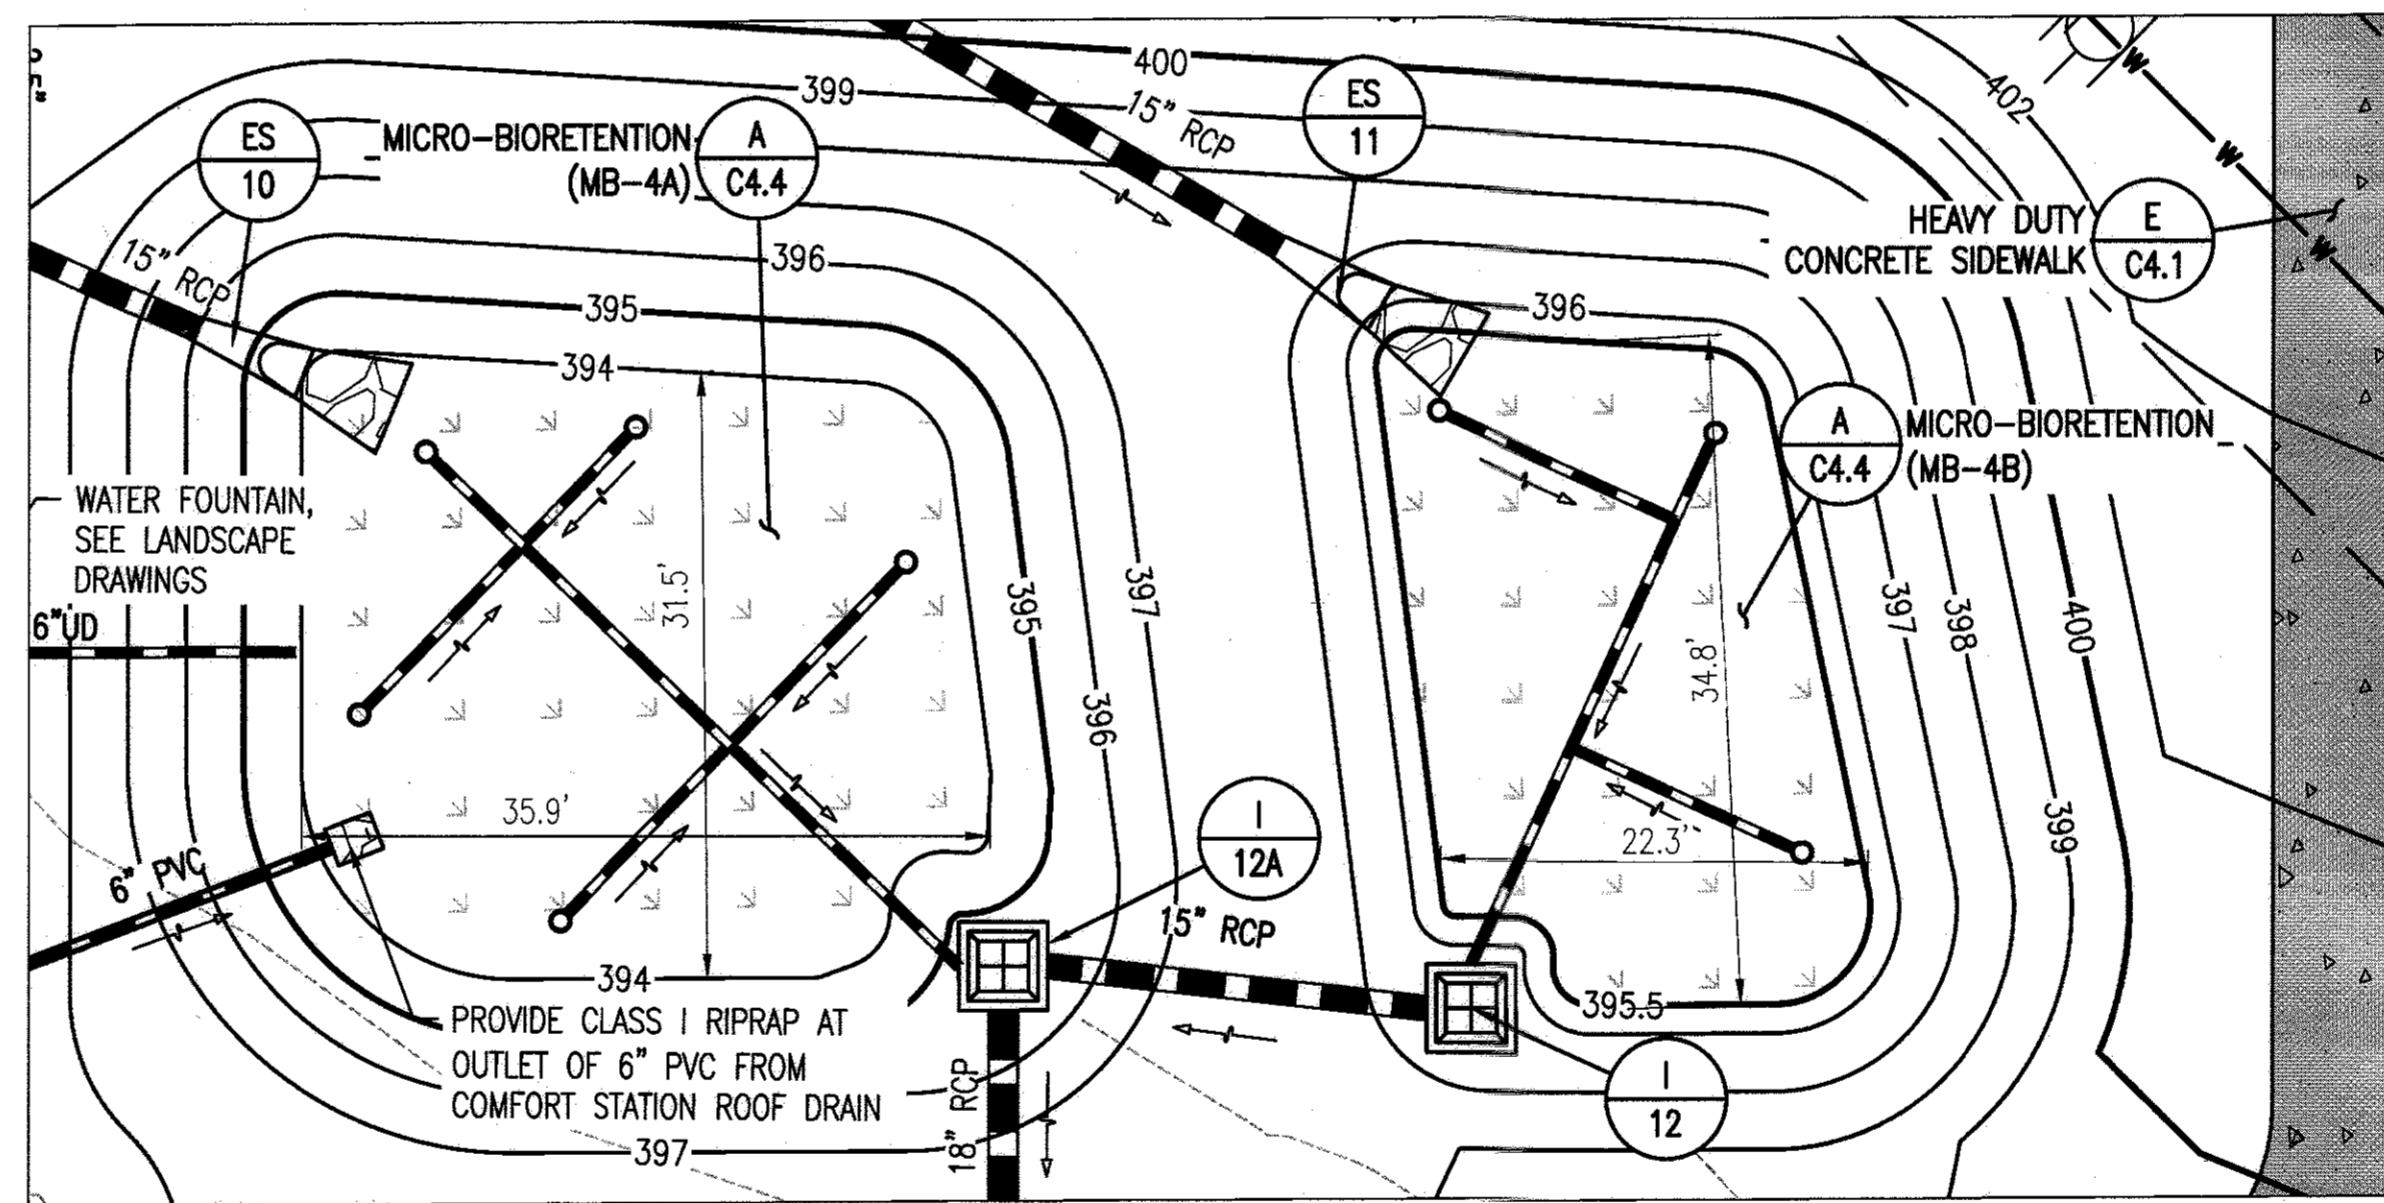 400
399
15" RCP
402
ES
10
MICRO-BIORETENTION
(MB-4A)
A
C4.4
ES
11
HEAVY DUTY
CONCRETE SIDEWALK
E
C4.1
W
W
W
15" RCP
396
395
394
396
A
C4.4
MICRO-BIORETENTION
(MB-4B)
WATER FOUNTAIN,
SEE LANDSCAPE
DRAWINGS
6"UD
31.5'
395
397
396
34.8'
397
398
400
399
35.9'
22.3'
6" PVC
I
12A
15" RCP
394
395.5
PROVIDE CLASS I RIPRAP AT
OUTLET OF 6" PVC FROM
COMFORT STATION ROOF DRAIN
18" RCP
I
12
397